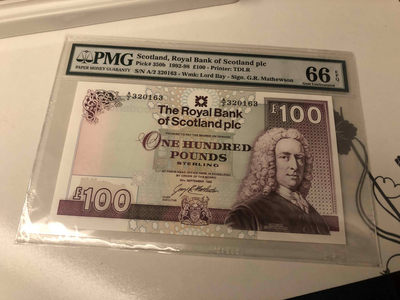 PMG
PAPER MONEY GUARANTY
Scotland, Royal Bank of Scotland plc
Pick# 350b 1992-98 £100 - Printer: TDLR
S/N A/2 320163 - Wmk: Lord Ilay - Sign. G.R. Mathewson
66 EPQ
Gem Uncirculated
A/2 320163
A/2 320163
£100
The Royal Bank
of Scotland plc
ONE HUNDRED
POUNDS
STERLING
£100